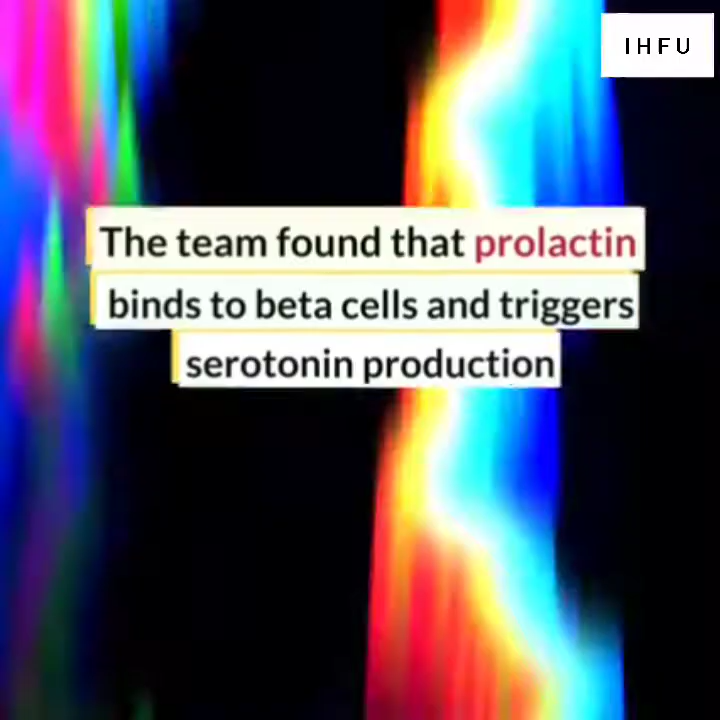 IHFU
The team found that prolactin
binds to beta cells and triggers
serotonin production